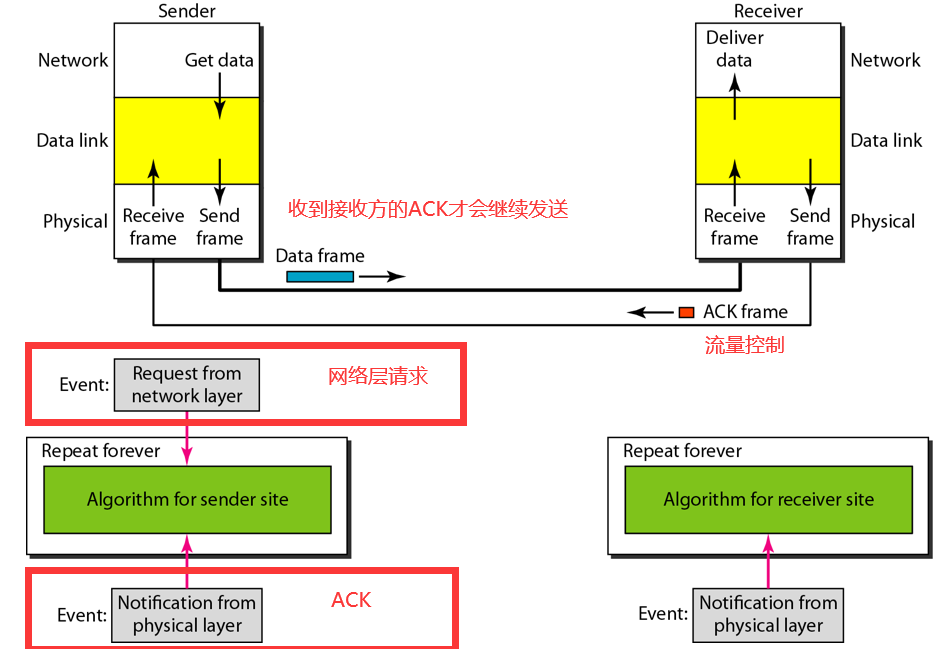 Sender
Receiver
Network
Get data
Deliver
data
Network
Data link
Data link
Physical
Receive
frame
Send
frame
收到接收方的ACK才会继续发送
Receive
frame
Send
frame
Physical
Data frame
ACK frame
流量控制
Event:
Request from
network layer
网络层请求
Repeat forever
Algorithm for sender site
Repeat forever
Algorithm for receiver site
Event:
Notification from
physical layer
ACK
Event:
Notification from
physical layer